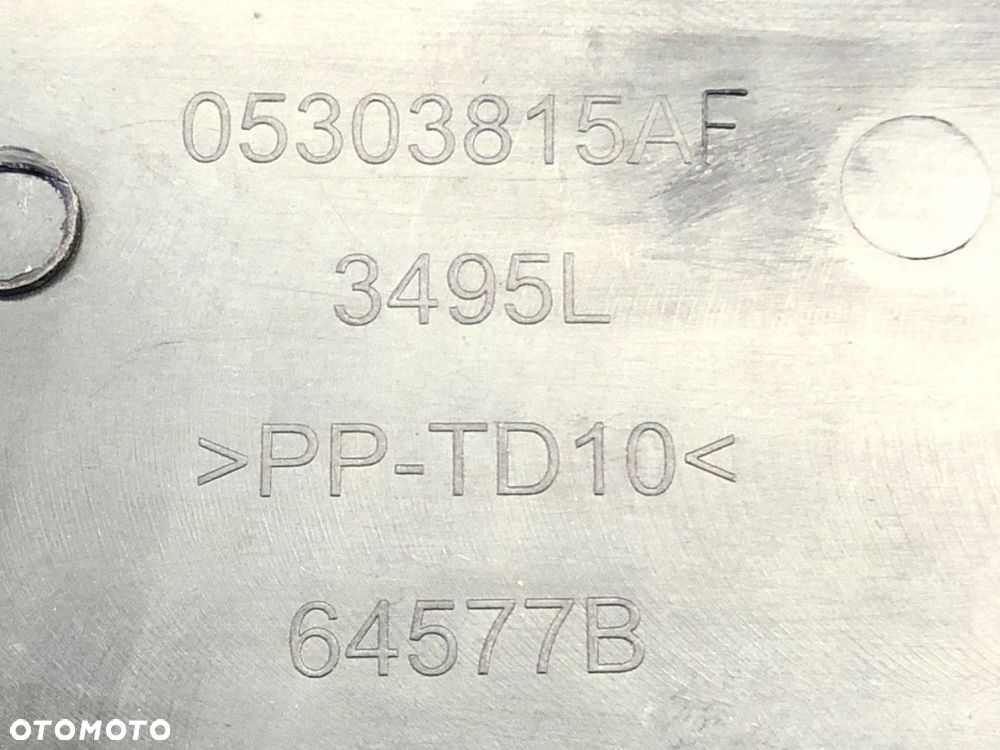 05303815AF
3495L
>PP-TD10<
64577B
OTOMOTO